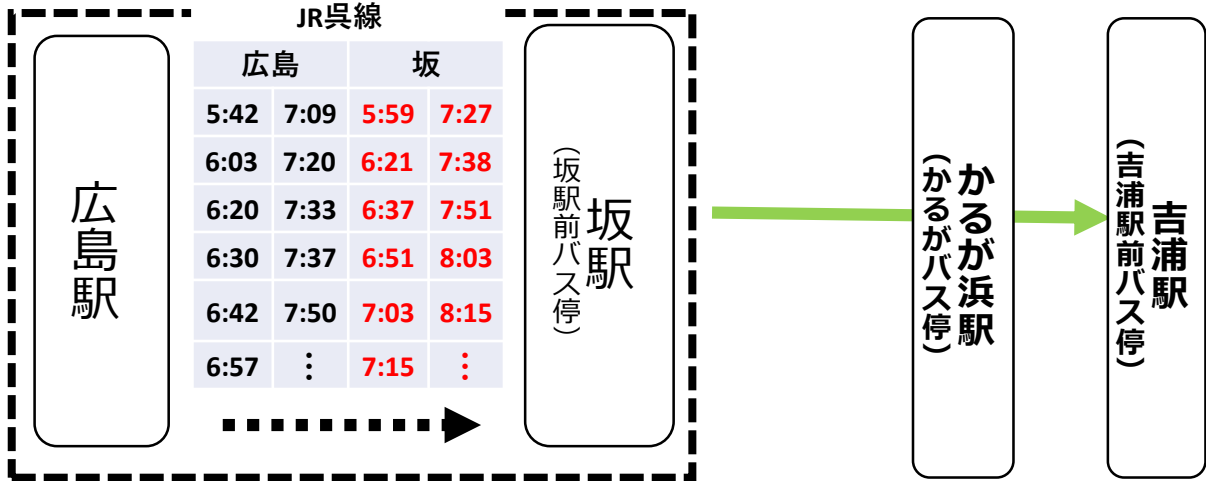 JR呉線
広島駅
広島 坂
5:42 7:09 5:59 7:27
6:03 7:20 6:21 7:38
6:20 7:33 6:37 7:51
6:30 7:37 6:51 8:03
6:42 7:50 7:03 8:15
6:57 ⋮ 7:15 ⋮
坂駅
(坂駅前バス停)
かるが浜駅
(かるがバス停)
吉浦駅
(吉浦駅前バス停)